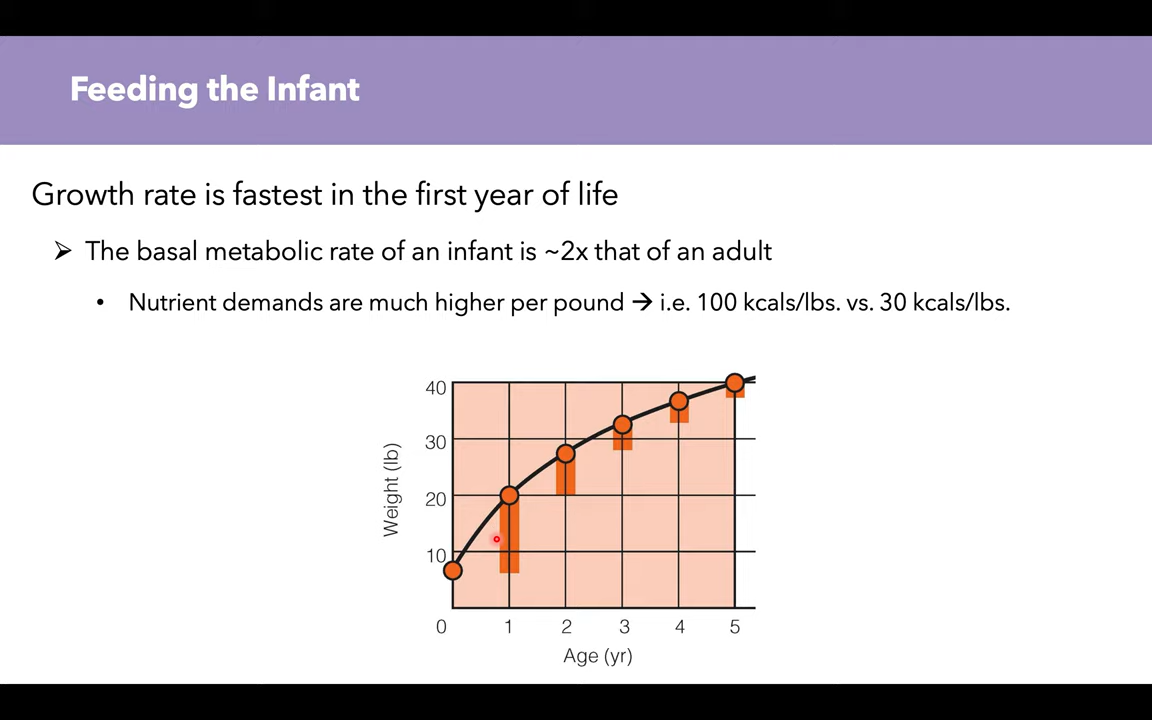 Feeding the Infant
Growth rate is fastest in the first year of life
➢ The basal metabolic rate of an infant is ~2x that of an adult
• Nutrient demands are much higher per pound → i.e. 100 kcals/lbs. vs. 30 kcals/lbs.
40
30
20
10
Weight (lb)
0 1 2 3 4 5
Age (yr)